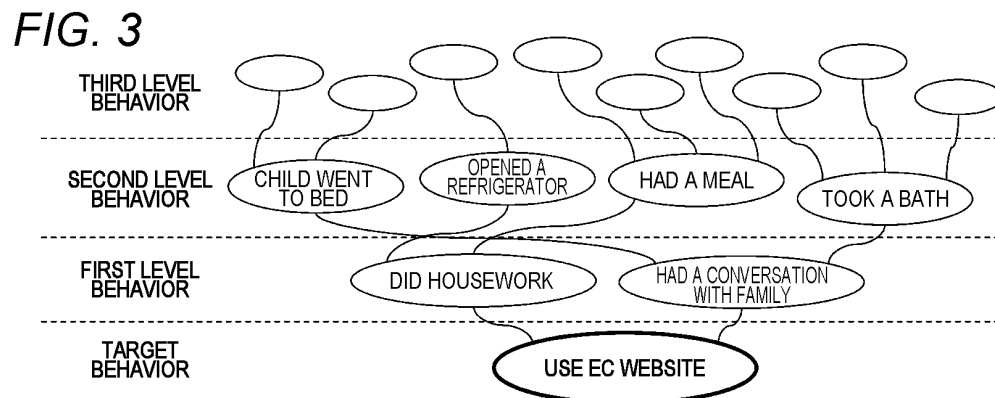 FIG. 3
THIRD LEVEL
BEHAVIOR
SECOND LEVEL
BEHAVIOR
CHILD WENT
TO BED
OPENED A
REFRIGERATOR
HAD A MEAL
TOOK A BATH
FIRST LEVEL
BEHAVIOR
DID HOUSEWORK
HAD A CONVERSATION
WITH FAMILY
TARGET
BEHAVIOR
USE EC WEBSITE